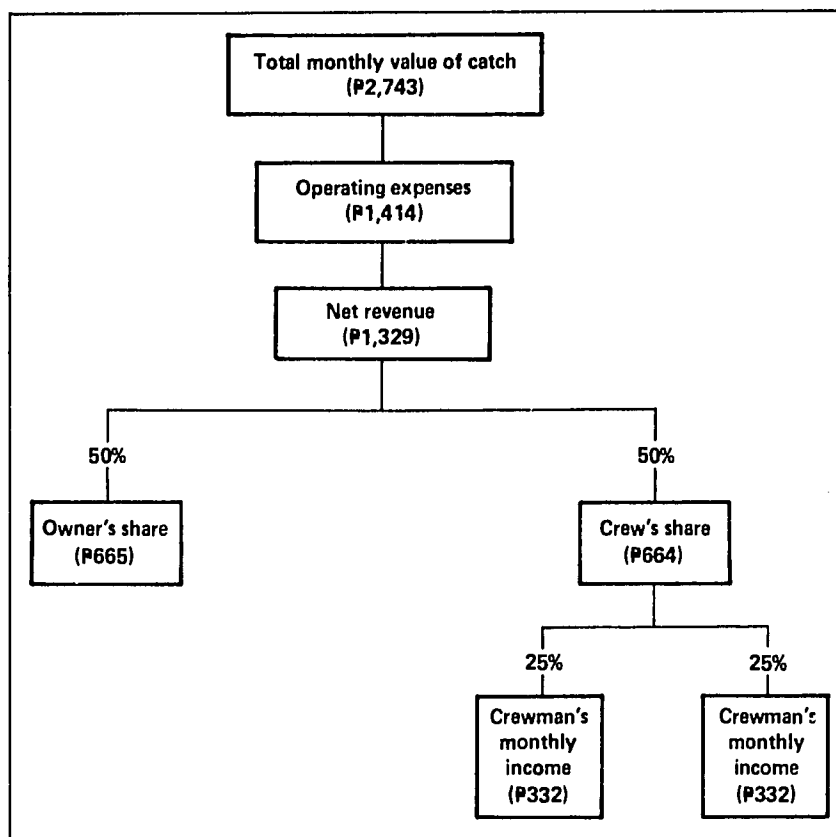 Total monthly value of catch
(₱2,743)
Operating expenses
(₱1,414)
Net revenue
(₱1,329)
50%
50%
Owner's share
(₱665)
Crew's share
(₱664)
25%
25%
Crewman's
monthly
income
(₱332)
Crewman's
monthly
income
(₱332)